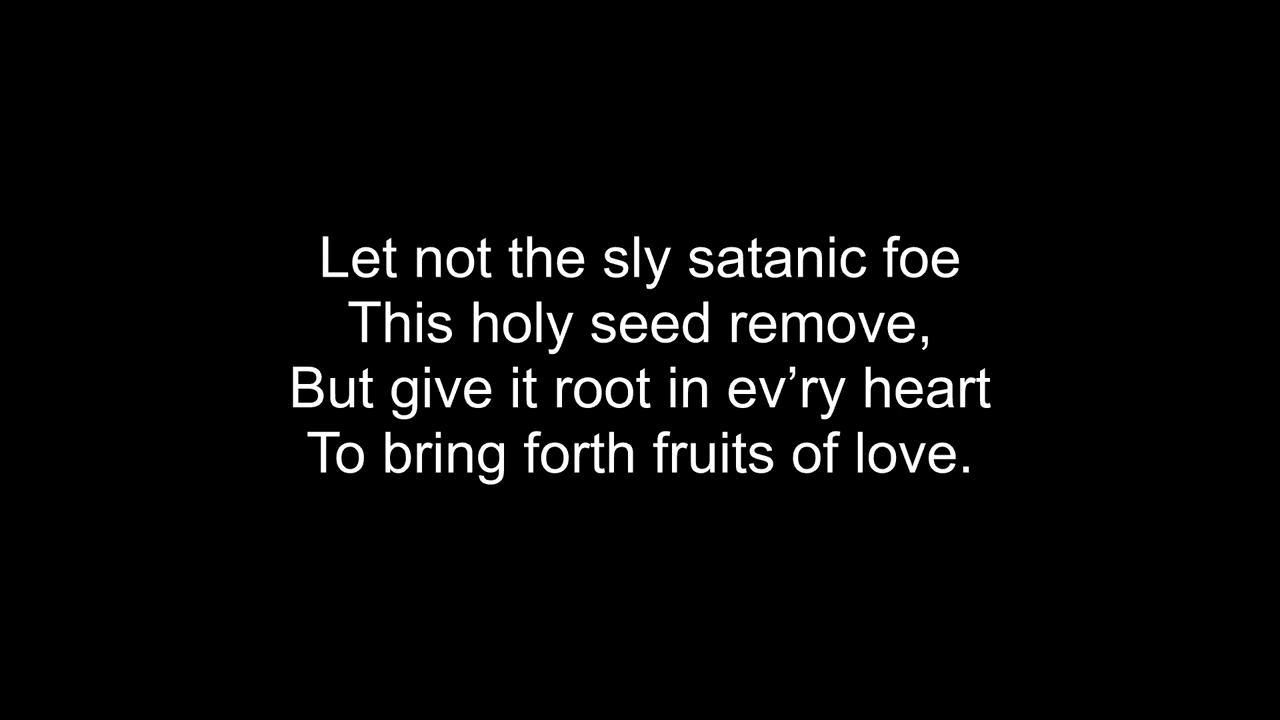 Let not the sly satanic foe
This holy seed remove,
But give it root in ev’ry heart
To bring forth fruits of love.